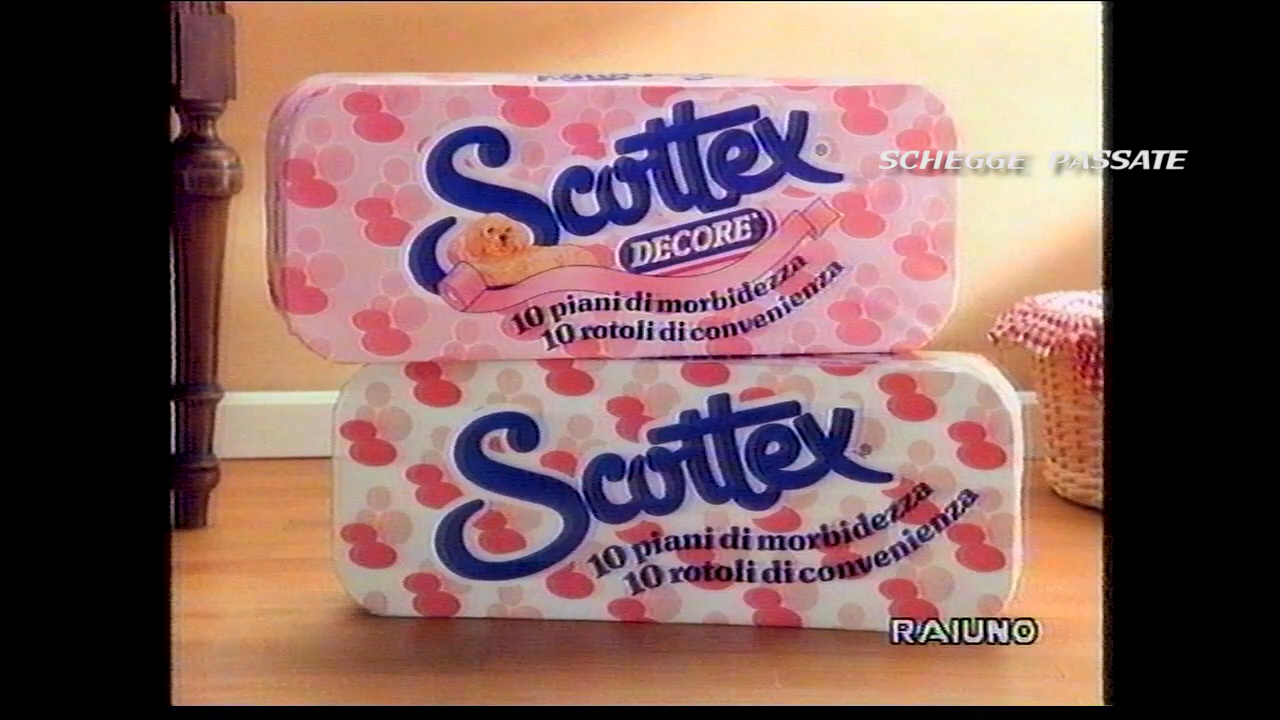 Scottex
SCHEGGE PASSATE
DECORE'
10 piani di morbidezza
10 rotoli di convenienza
Scottex
10 piani di morbidezza
10 rotoli di convenienza
RAIUNO